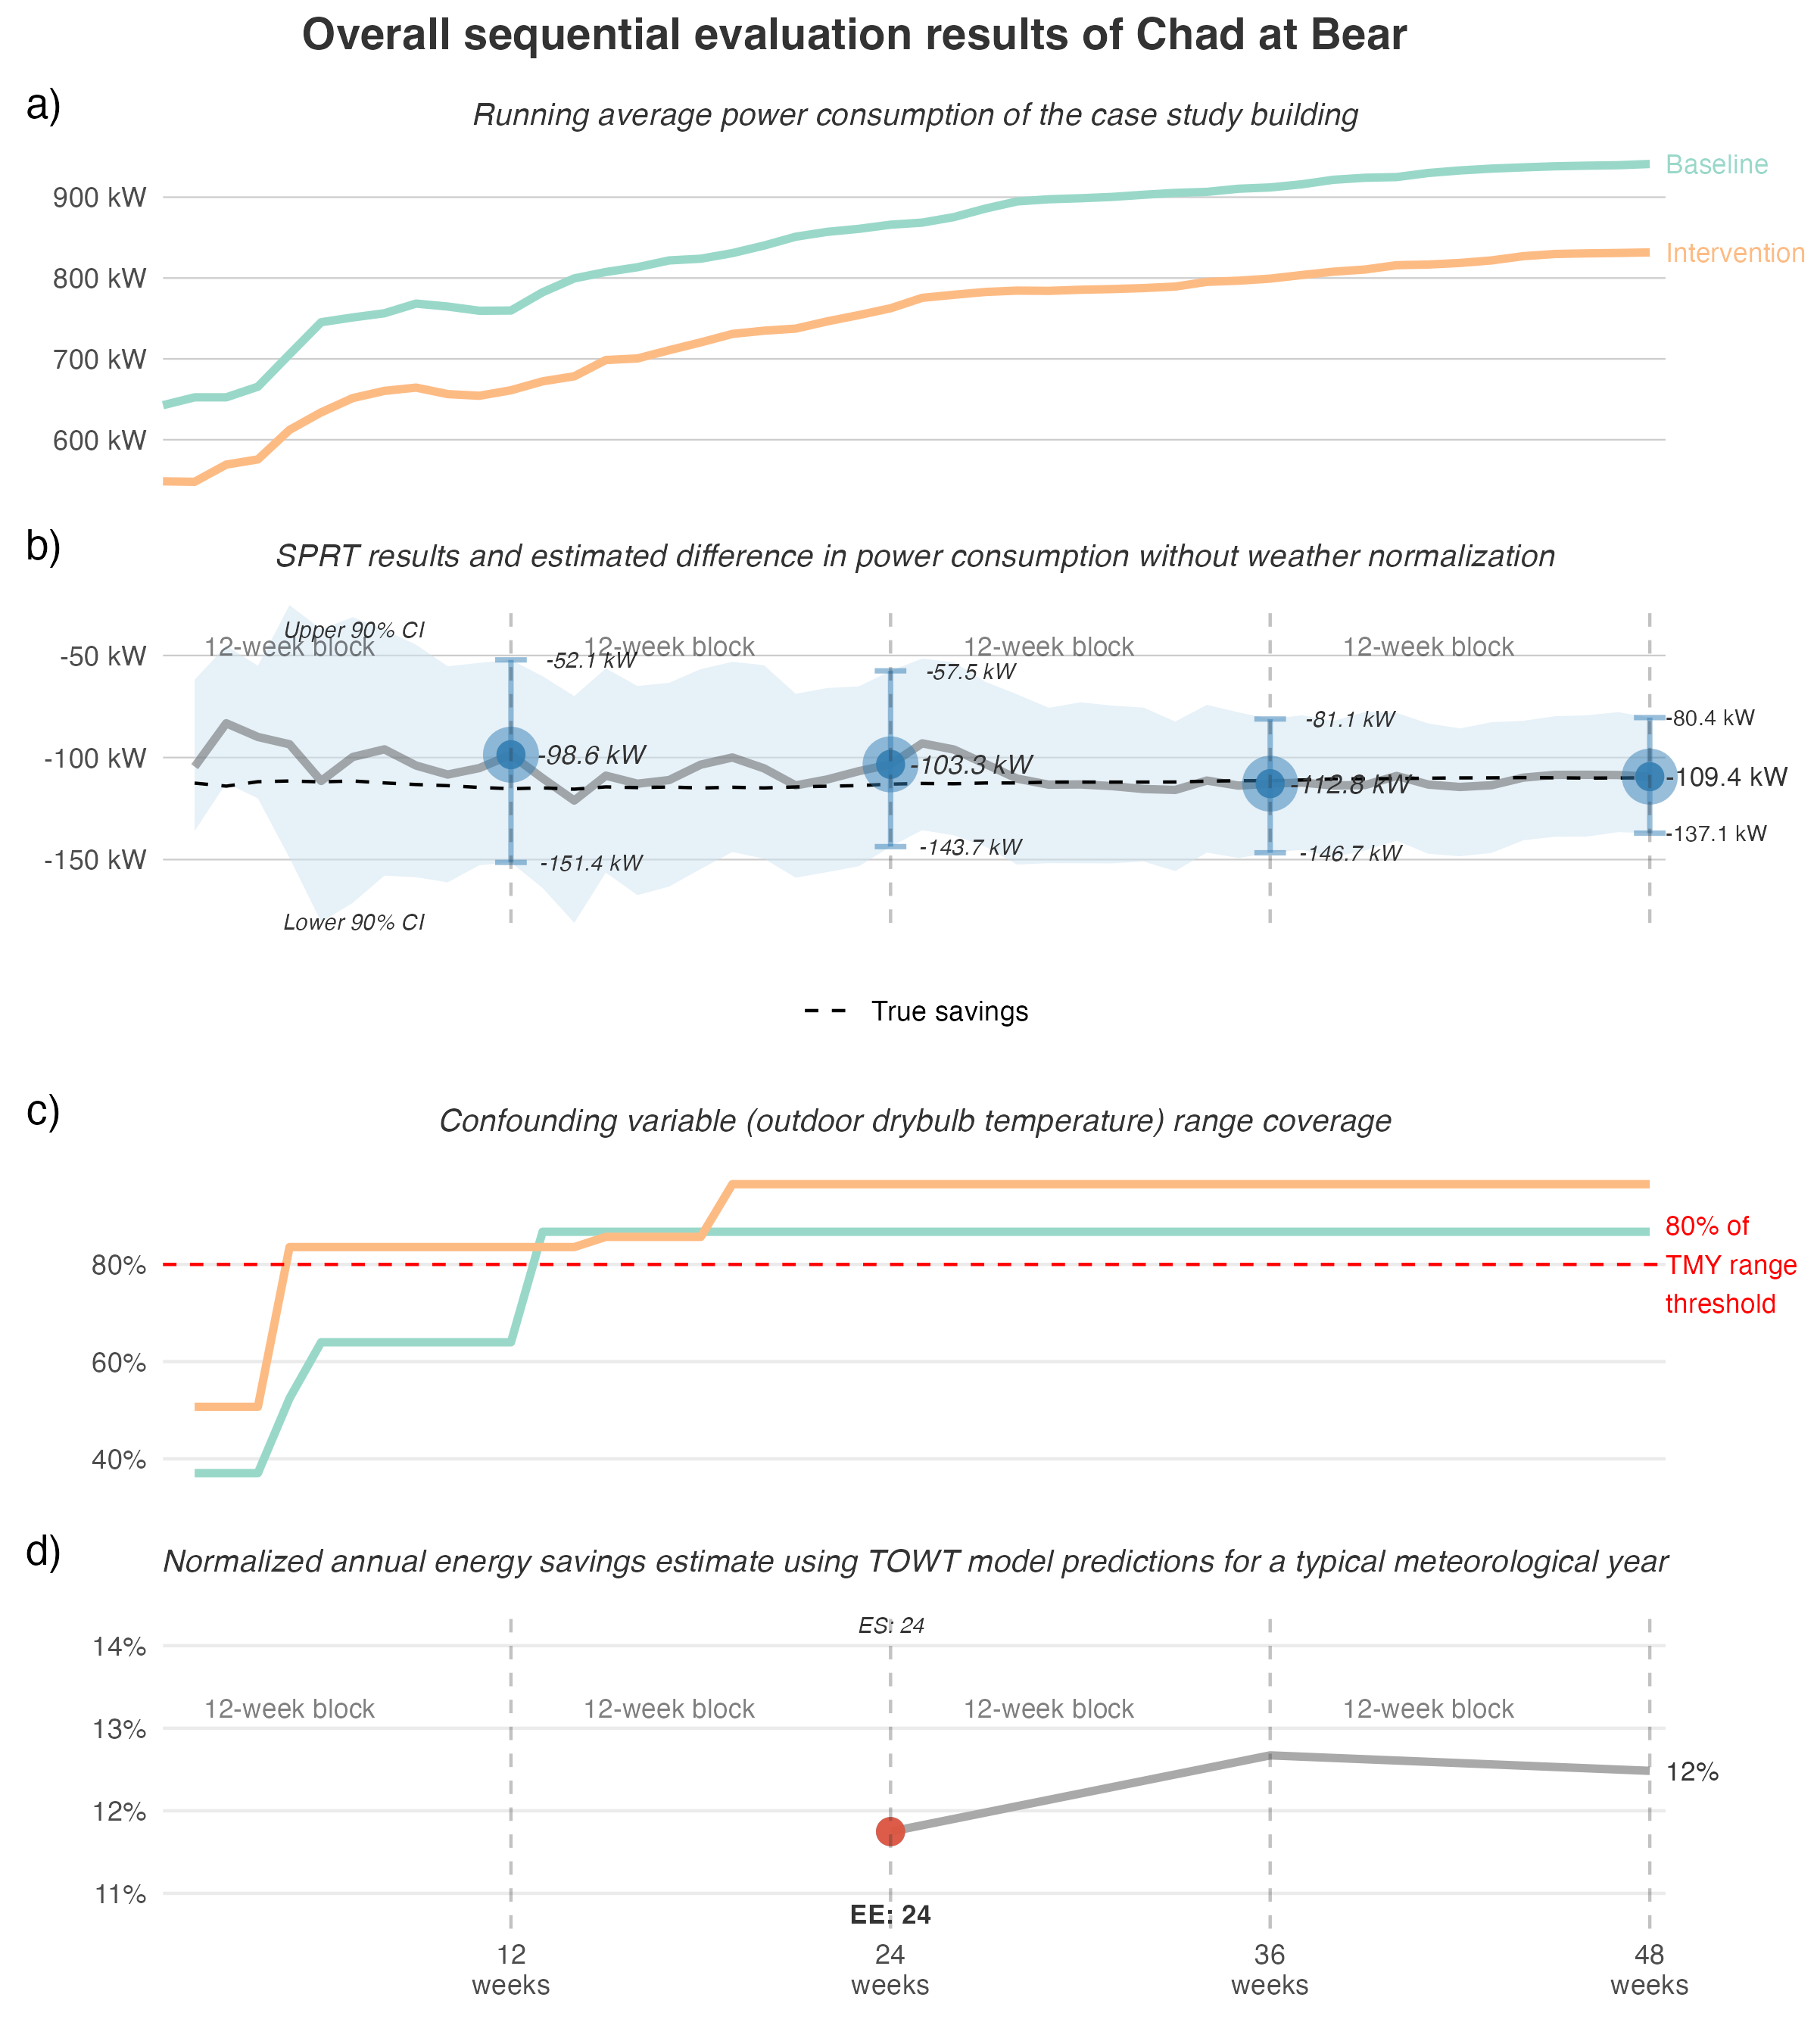 Overall sequential evaluation results of Chad at Bear
a)
Running average power consumption of the case study building
900 kW
800 kW
700 kW
600 kW
Baseline
Intervention
b)
SPRT results and estimated difference in power consumption without weather normalization
-50 kW
-100 kW
-150 kW
12-week block
12-week block
12-week block
12-week block
Upper 90% CI
Lower 90% CI
-52.1 kW
-98.6 kW
-151.4 kW
-57.5 kW
-103.3 kW
-143.7 kW
-81.1 kW
-112.8 kW
-146.7 kW
-80.4 kW
-109.4 kW
-137.1 kW
True savings
c)
Confounding variable (outdoor drybulb temperature) range coverage
80%
60%
40%
80% of
TMY range
threshold
d)
Normalized annual energy savings estimate using TOWT model predictions for a typical meteorological year
ES: 24
14%
13%
12%
11%
12-week block
12-week block
12-week block
12-week block
12%
EE: 24
12
weeks
24
weeks
36
weeks
48
weeks